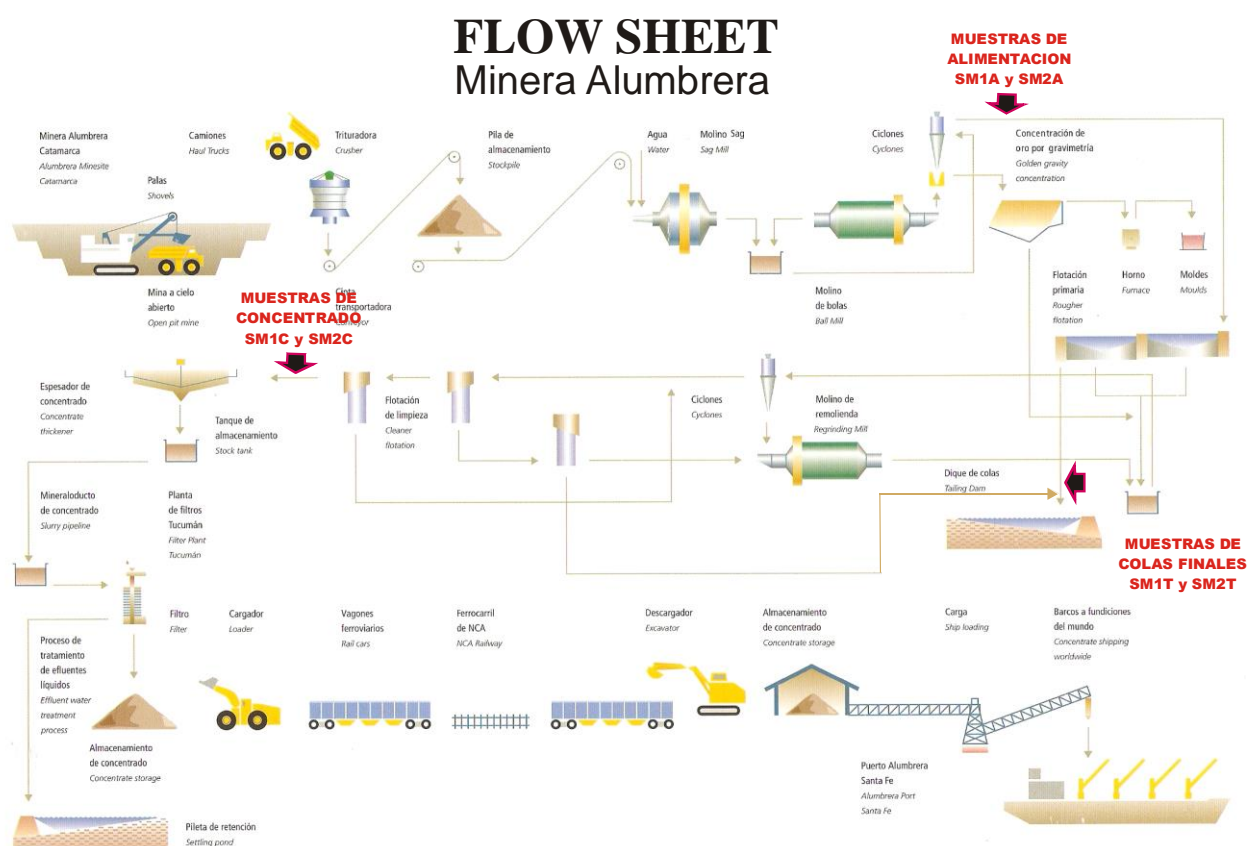 FLOW SHEET
Minera Alumbrera
MUESTRAS DE
ALIMENTACION
SM1A y SM2A
Minera Alumbrera
Catamarca
Alumbrera Minesite
Catamarca
Camiones
Haul Trucks
Palas
Shovels
Trituradora
Crusher
Pila de
almacenamiento
Stockpile
Agua
Water
Molino Sag
Sag Mill
Ciclones
Cyclones
Concentración de
oro por gravimetría
Golden gravity
concentration
Mina a cielo
abierto
Open pit mine
Cinta
transportadora
Conveyor
MUESTRAS DE
CONCENTRADO
SM1C y SM2C
Molino
de bolas
Ball Mill
Flotación
primaria
Rougher
flotation
Horno
Furnace
Moldes
Moulds
Espesador de
concentrado
Concentrate
thickener
Tanque de
almacenamiento
Stock tank
Flotación
de limpieza
Cleaner
flotation
Ciclones
Cyclones
Molino de
remolienda
Regrinding Mill
Dique de colas
Tailing Dam
MUESTRAS DE
COLAS FINALES
SM1T y SM2T
Mineraloducto
de concentrado
Slurry pipeline
Planta
de filtros
Tucumán
Filter Plant
Tucumán
Filtro
Filter
Cargador
Loader
Vagones
ferroviarios
Rail cars
Ferrocarril
de NCA
NCA Railway
Descargador
Excavator
Almacenamiento
de concentrado
Concentrate storage
Carga
Ship loading
Barcos a fundiciones
del mundo
Concentrate shipping
worldwide
Proceso de
tratamiento
de efluentes
líquidos
Effluent water
treatment
process
Almacenamiento
de concentrado
Concentrate storage
Puerto Alumbrera
Santa Fe
Alumbrera Port
Santa Fe
Pileta de retención
Settling pond